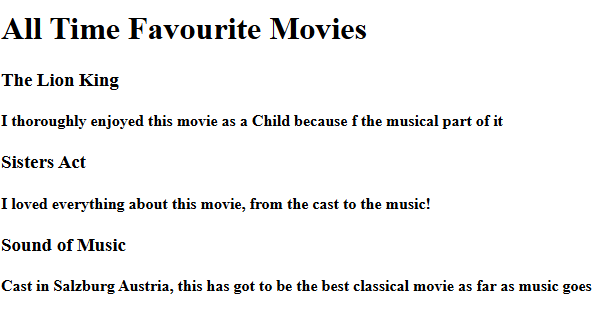 All Time Favourite Movies
The Lion King
I thoroughly enjoyed this movie as a Child because f the musical part of it
Sisters Act
I loved everything about this movie, from the cast to the music!
Sound of Music
Cast in Salzburg Austria, this has got to be the best classical movie as far as music goes